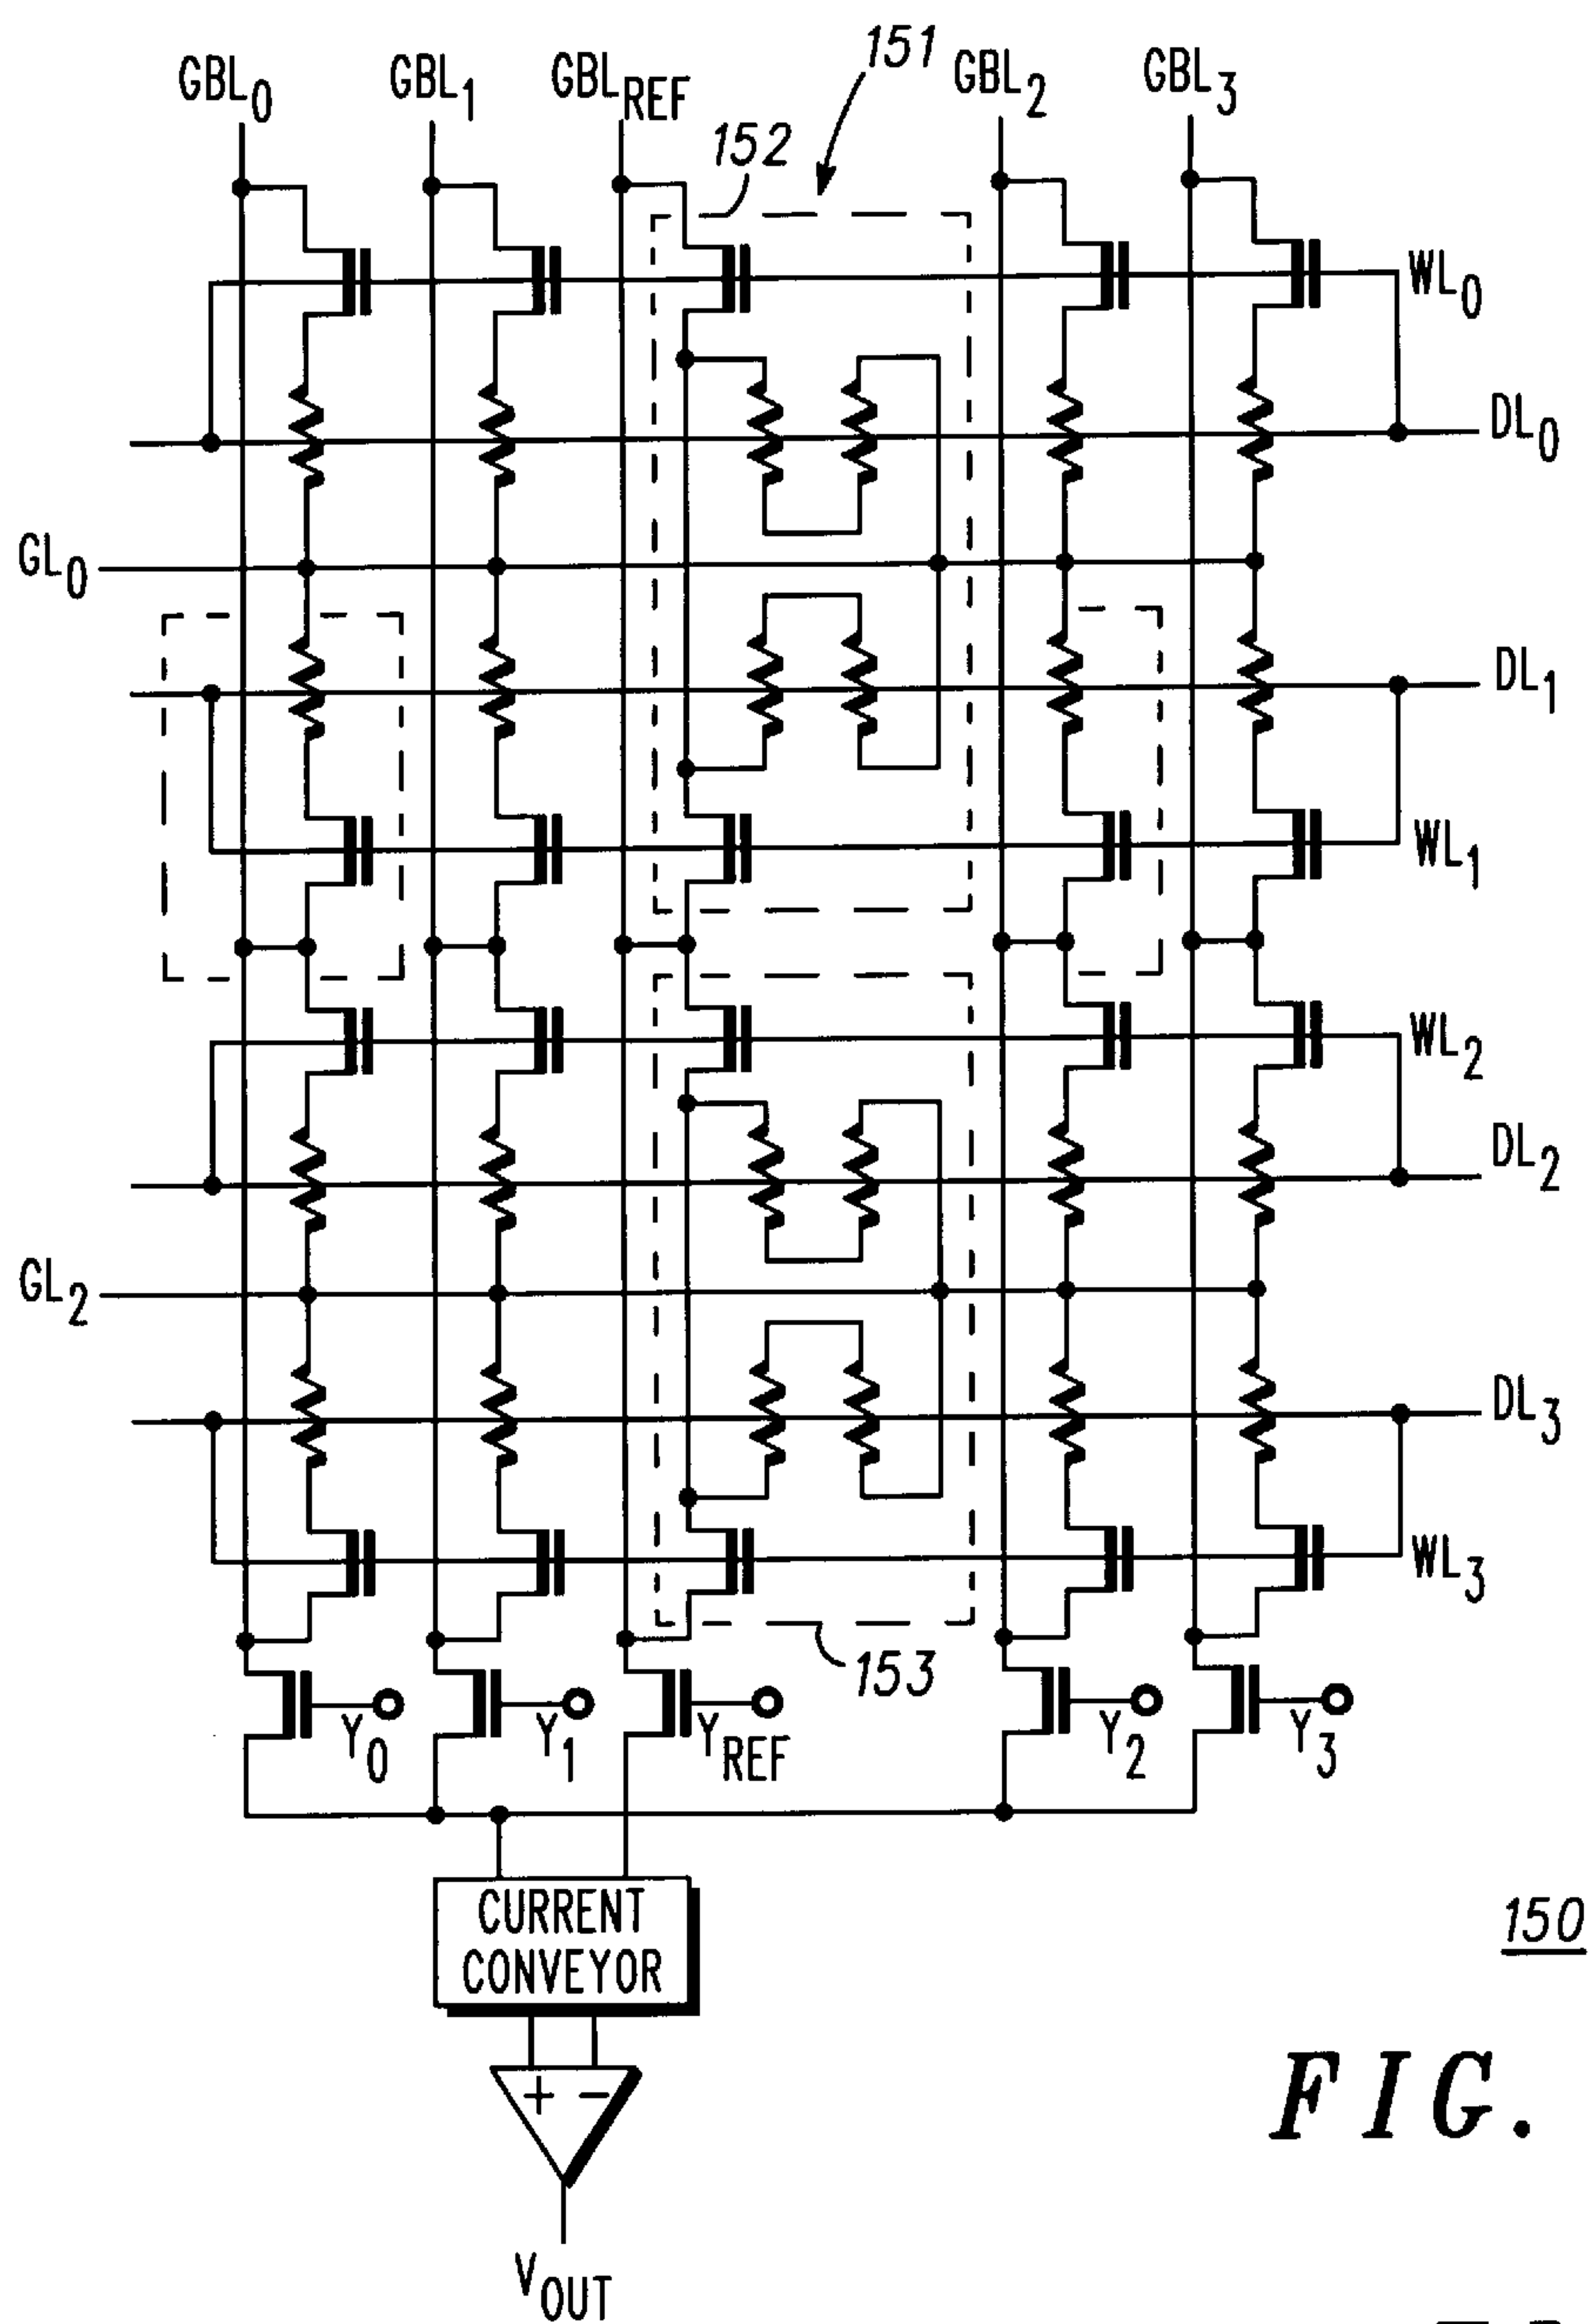 151
GBL0 GBL1 GBLREF GBL2 GBL3
152
WL0
DL0
GL0
DL1
WL1
WL2
DL2
GL2
DL3
WL3
153
Y0 Y1 YREF Y2 Y3
CURRENT
CONVEYOR
150
+ −
FIG.
VOUT